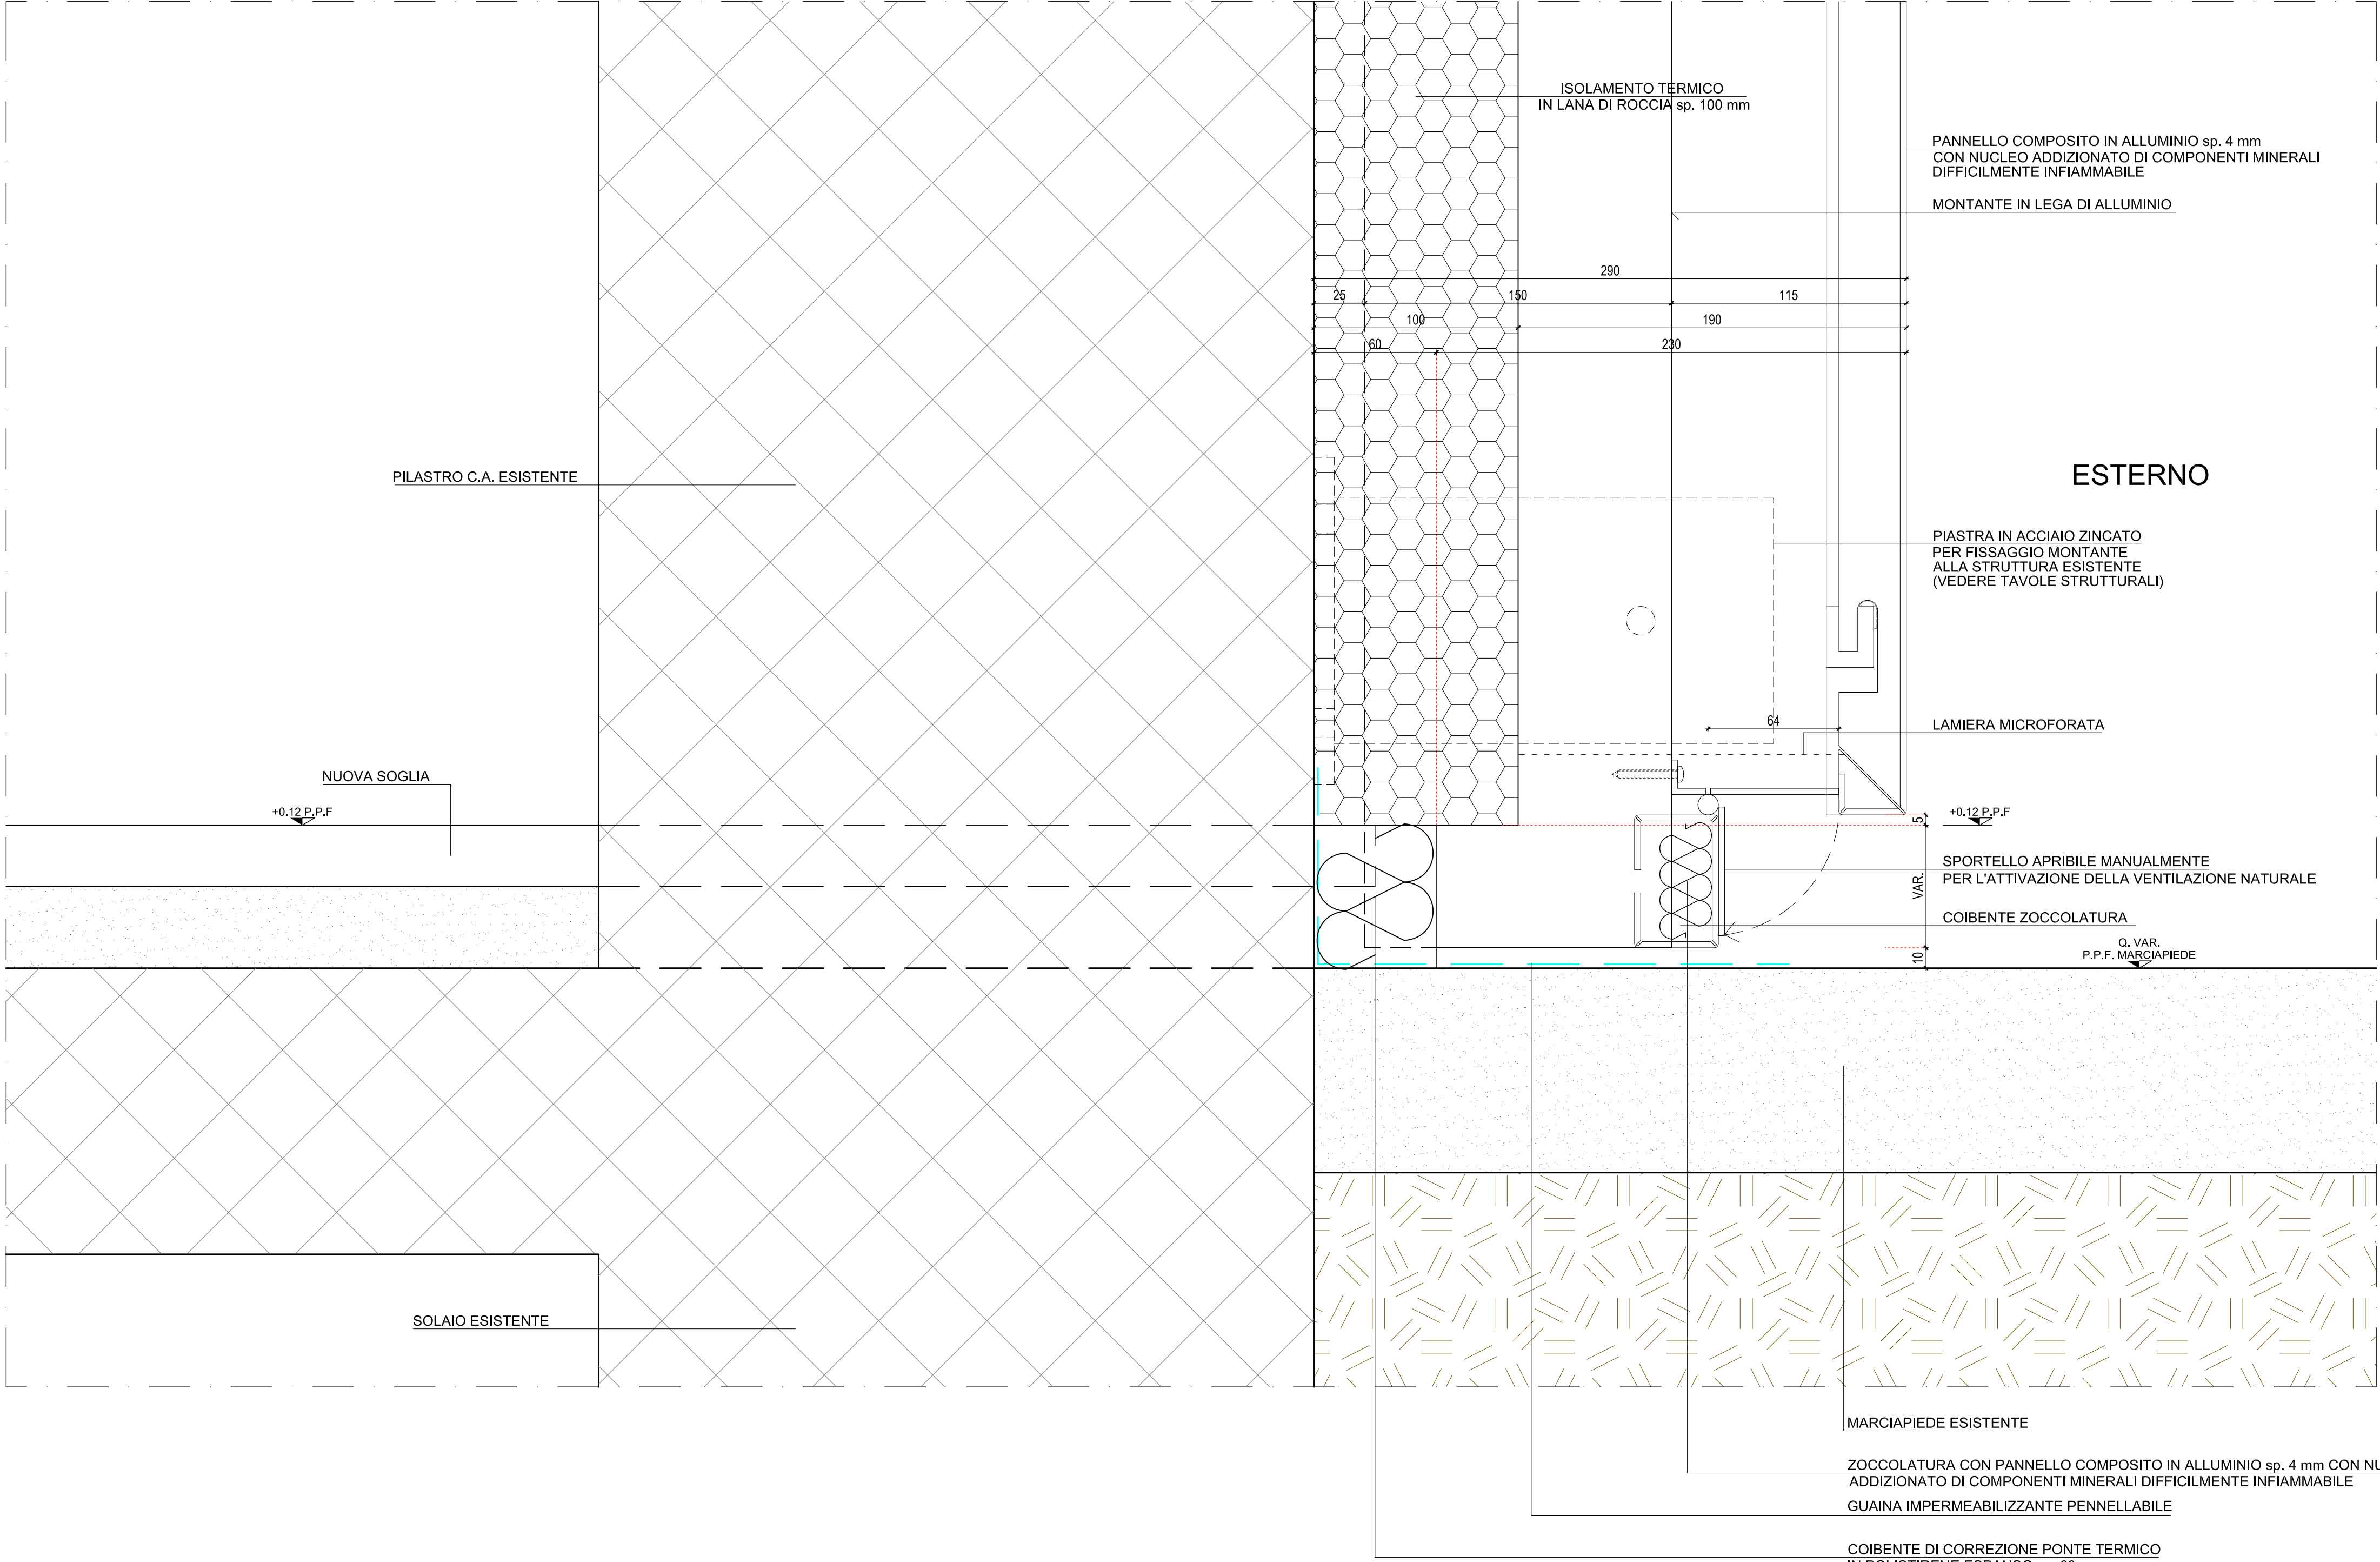 ISOLAMENTO TERMICO
IN LANA DI ROCCIA sp. 100 mm
PANNELLO COMPOSITO IN ALLUMINIO sp. 4 mm
CON NUCLEO ADDIZIONATO DI COMPONENTI MINERALI
DIFFICILMENTE INFIAMMABILE
MONTANTE IN LEGA DI ALLUMINIO
290
25
150
115
100
190
60
230
PILASTRO C.A. ESISTENTE
ESTERNO
PIASTRA IN ACCIAIO ZINCATO
PER FISSAGGIO MONTANTE
ALLA STRUTTURA ESISTENTE
(VEDERE TAVOLE STRUTTURALI)
64
LAMIERA MICROFORATA
NUOVA SOGLIA
+0.12 P.P.F
5
+0.12 P.P.F
SPORTELLO APRIBILE MANUALMENTE
PER L'ATTIVAZIONE DELLA VENTILAZIONE NATURALE
VAR.
COIBENTE ZOCCOLATURA
Q. VAR.
P.P.F. MARCIAPIEDE
10
SOLAIO ESISTENTE
MARCIAPIEDE ESISTENTE
ZOCCOLATURA CON PANNELLO COMPOSITO IN ALLUMINIO sp. 4 mm CON
ADDIZIONATO DI COMPONENTI MINERALI DIFFICILMENTE INFIAMMABILE
GUAINA IMPERMEABILIZZANTE PENNELLABILE
COIBENTE DI CORREZIONE PONTE TERMICO